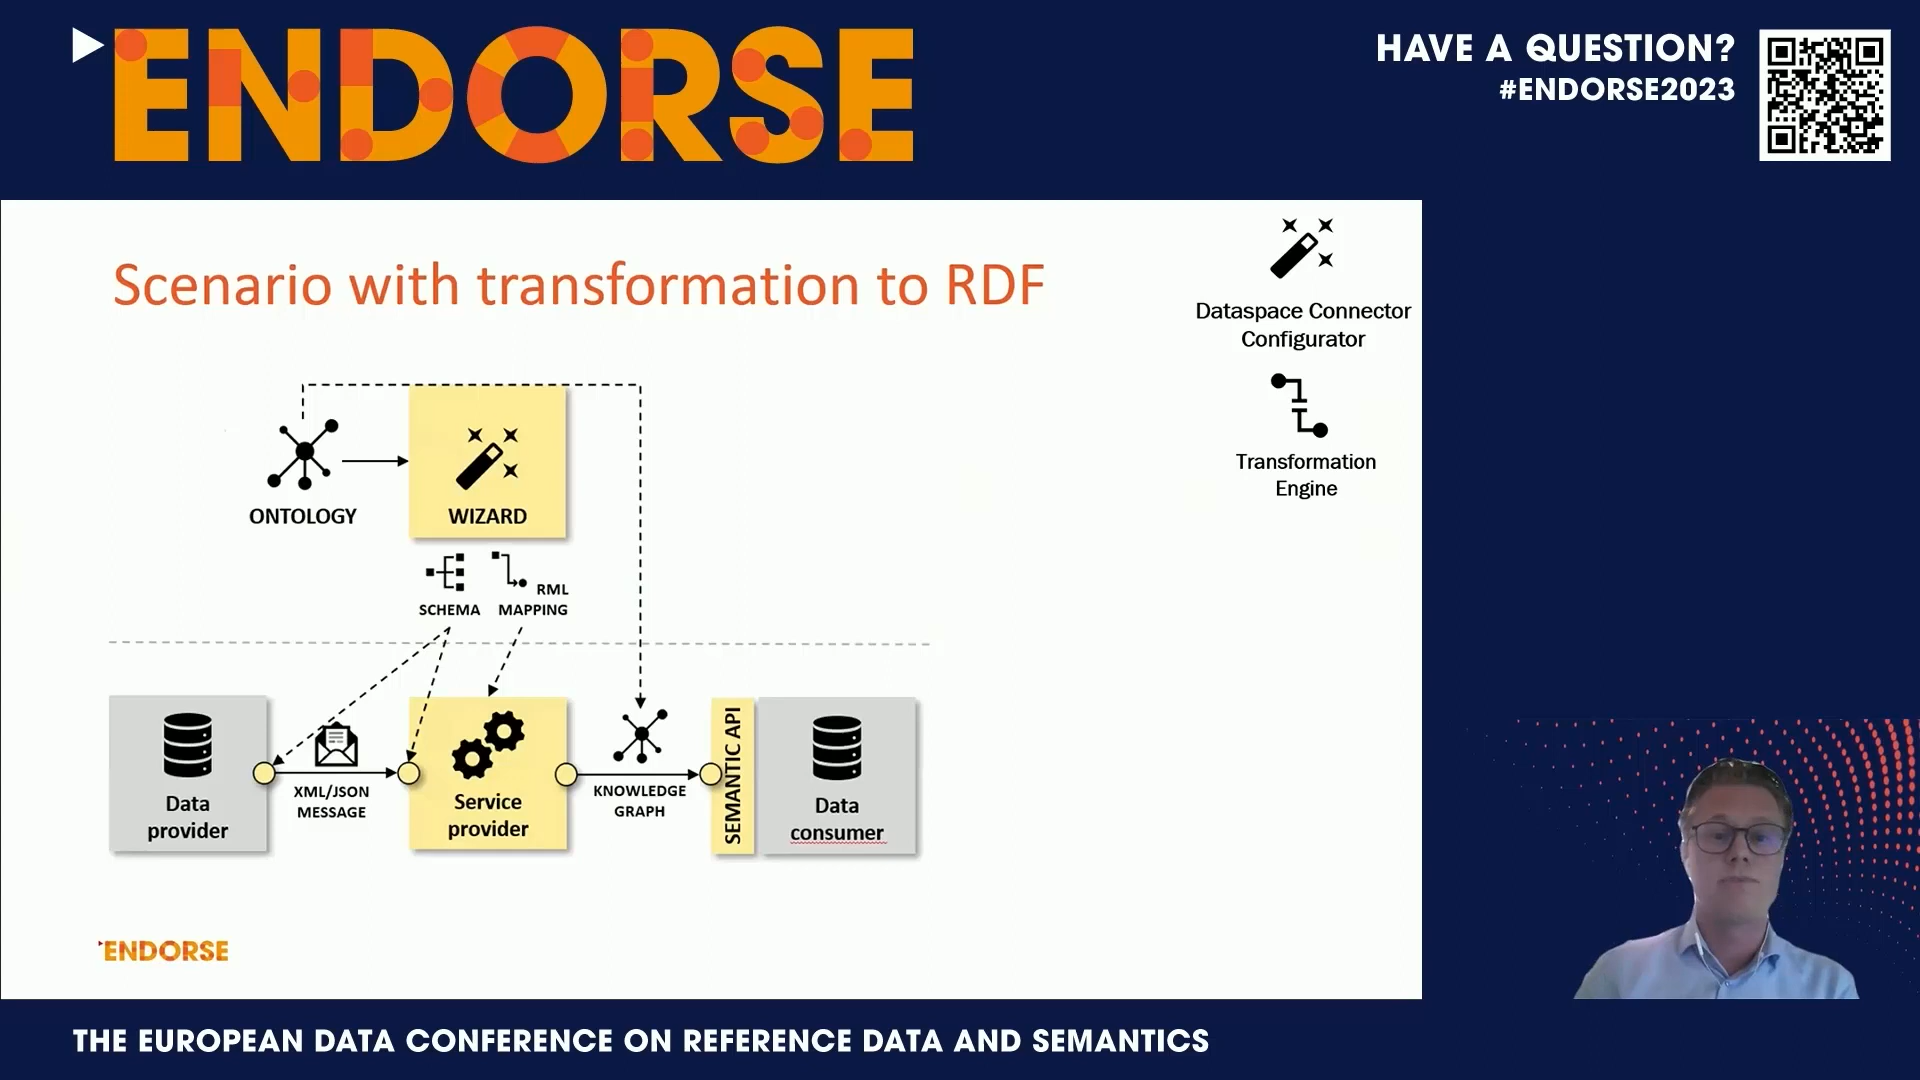 ENDORSE
HAVE A QUESTION?
#ENDORSE2023
Scenario with transformation to RDF
Dataspace Connector
Configurator
Transformation
Engine
ONTOLOGY
WIZARD
SCHEMA
RML
MAPPING
Data
provider
XML/JSON
MESSAGE
Service
provider
KNOWLEDGE
GRAPH
SEMANTIC API
Data
consumer
ENDORSE
THE EUROPEAN DATA CONFERENCE ON REFERENCE DATA AND SEMANTICS